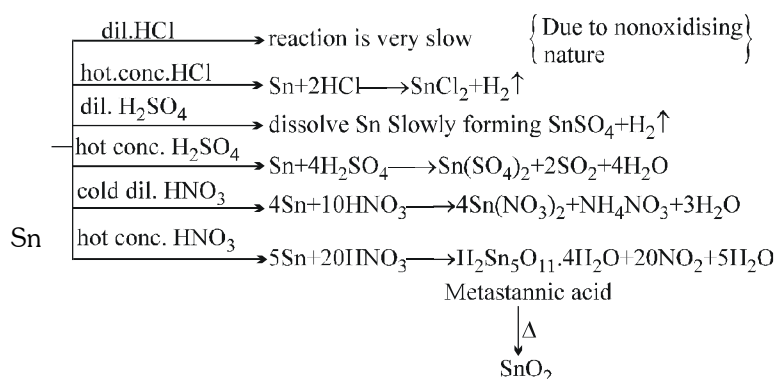 dil.HCl → reaction is very slow {Due to nonoxidising nature}
hot.conc.HCl → Sn+2HCl⟶SnCl₂+H₂↑
dil. H₂SO₄ → dissolve Sn Slowly forming SnSO₄+H₂↑
hot conc. H₂SO₄ → Sn+4H₂SO₄⟶Sn(SO₄)₂+2SO₂+4H₂O
cold dil. HNO₃ → 4Sn+10HNO₃⟶4Sn(NO₃)₂+NH₄NO₃+3H₂O
Sn
hot conc. HNO₃ → 5Sn+20HNO₃⟶H₂Sn₅O₁₁.4H₂O+20NO₂+5H₂O
Metastannic acid
↓Δ
SnO₂